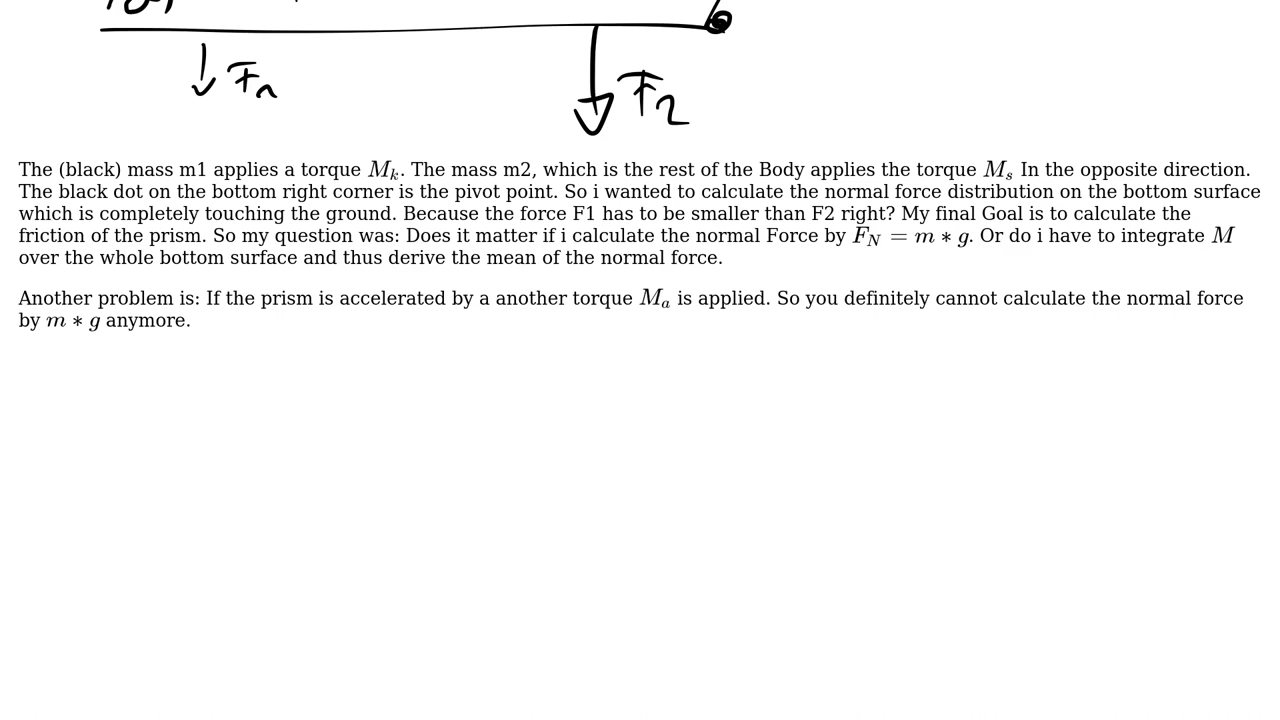 Fn
F2
The (black) mass m1 applies a torque $M_k$. The mass m2, which is the rest of the Body applies the torque $M_s$ In the opposite direction.
The black dot on the bottom right corner is the pivot point. So i wanted to calculate the normal force distribution on the bottom surface
which is completely touching the ground. Because the force F1 has to be smaller than F2 right? My final Goal is to calculate the
friction of the prism. So my question was: Does it matter if i calculate the normal Force by $F_N = m * g$. Or do i have to integrate $M$
over the whole bottom surface and thus derive the mean of the normal force.
Another problem is: If the prism is accelerated by a another torque $M_a$ is applied. So you definitely cannot calculate the normal force
by $m * g$ anymore.